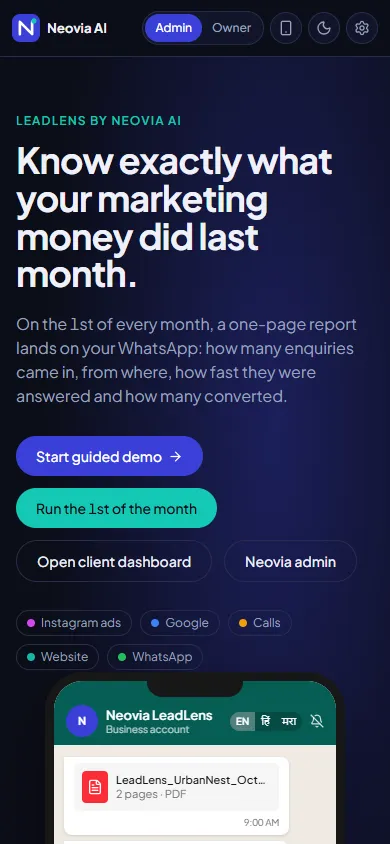 N
Neovia AI
Admin
Owner
LEADLENS BY NEOVIA AI
Know exactly what
your marketing
money did last
month.
On the 1st of every month, a one-page report
lands on your WhatsApp: how many enquiries
came in, from where, how fast they were
answered and how many converted.
Start guided demo →
Run the 1st of the month
Open client dashboard
Neovia admin
Instagram ads
Google
Calls
Website
WhatsApp
N
Neovia LeadLens
Business account
EN
हिं
मरा
LeadLens_UrbanNest_Oct...
2 pages · PDF
9:00 AM